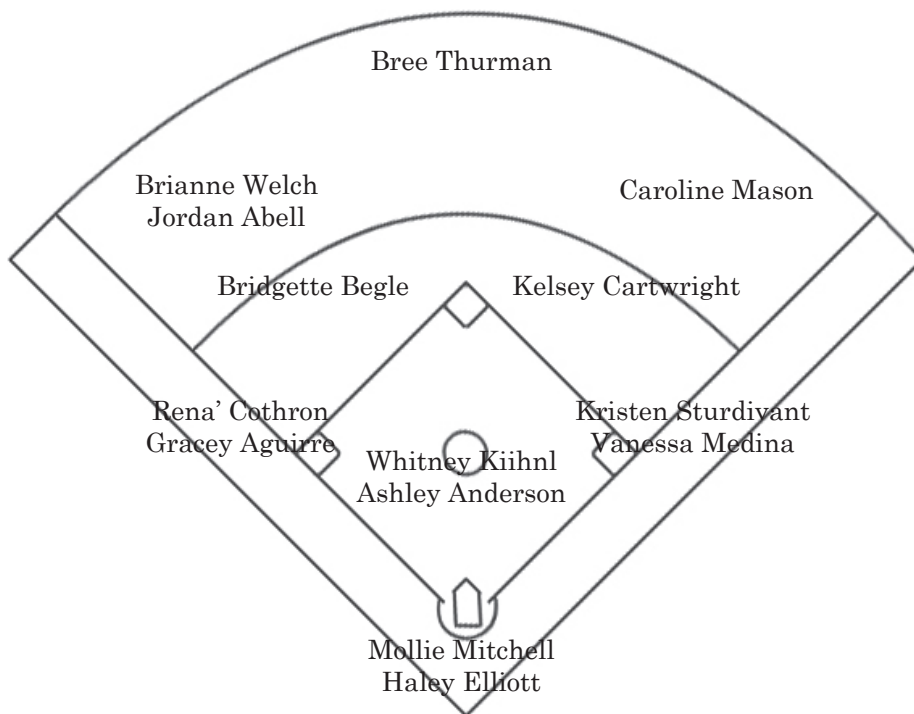 Bree Thurman
Brianne Welch
Jordan Abell
Caroline Mason
Bridgette Begle
Kelsey Cartwright
Rena’ Cothron
Gracey Aguirre
Kristen Sturdivant
Vanessa Medina
Whitney Kiihnl
Ashley Anderson
Mollie Mitchell
Haley Elliott